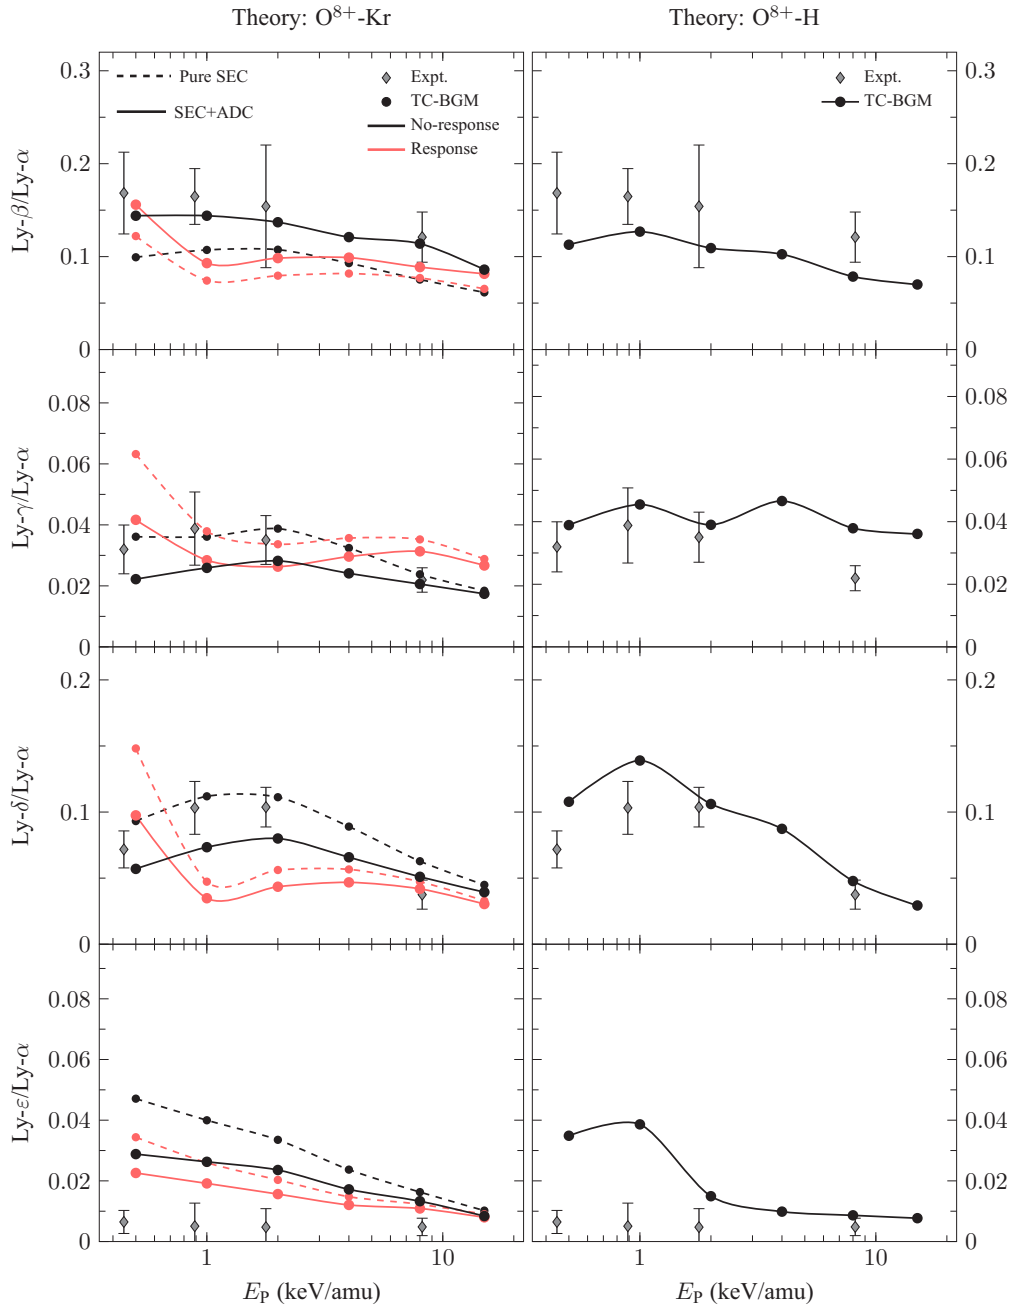 Theory: O⁸⁺-Kr
Theory: O⁸⁺-H
0.3
0.2
0.1
0
Ly-β/Ly-α
Pure SEC
SEC+ADC
Expt.
TC-BGM
No-response
Response
Expt.
TC-BGM
0.3
0.2
0.1
0
0.08
0.06
0.04
0.02
0
Ly-γ/Ly-α
0.08
0.06
0.04
0.02
0
0.2
0.1
0
Ly-δ/Ly-α
0.2
0.1
0
0.08
0.06
0.04
0.02
0
Ly-ε/Ly-α
0.08
0.06
0.04
0.02
0
1
10
1
10
E_P (keV/amu)
E_P (keV/amu)